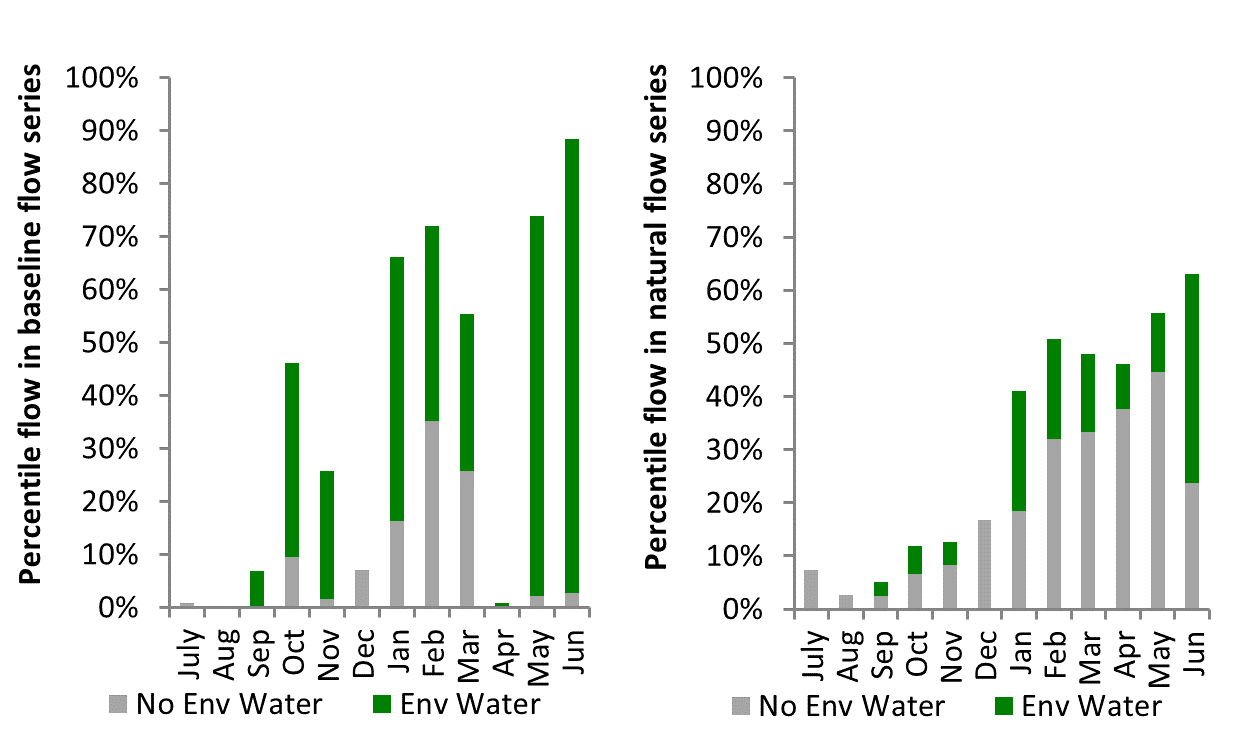 Percentile flow in baseline flow series
100%
90%
80%
70%
60%
50%
40%
30%
20%
10%
0%
July
Aug
Sep
Oct
Nov
Dec
Jan
Feb
Mar
Apr
May
Jun
No Env Water
Env Water
Percentile flow in natural flow series
100%
90%
80%
70%
60%
50%
40%
30%
20%
10%
0%
July
Aug
Sep
Oct
Nov
Dec
Jan
Feb
Mar
Apr
May
Jun
No Env Water
Env Water